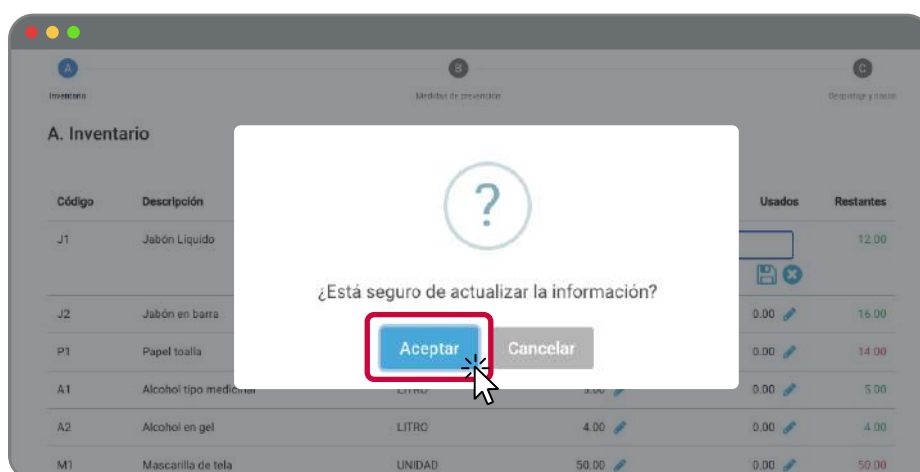 A B C
Inventario Medidas de prevención Despistaje y
A. Inventario
Código Descripción Usados Restantes
J1 Jabón Líquido 12.00
?
¿Está seguro de actualizar la información?
J2 Jabón en barra 0.00 16.00
Aceptar Cancelar
P1 Papel toalla 0.00 14.00
A1 Alcohol tipo medicinal LITRO 5.00 0.00 5.00
A2 Alcohol en gel LITRO 4.00 0.00 4.00
M1 Mascarilla de tela UNIDAD 50.00 0.00 50.00